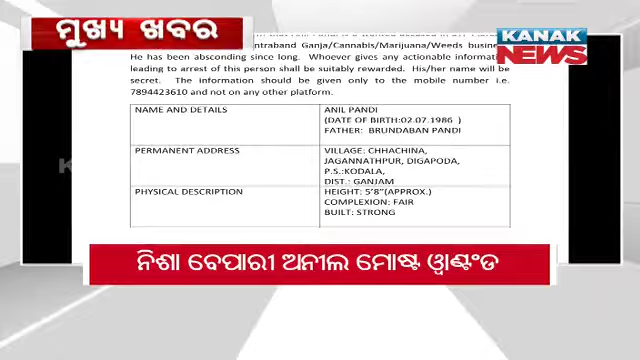 ମୁଖ୍ୟ ଖବର
KANAK
NEWS
ntraband Ganja/Cannabis/Marijuana/Weeds busine
He has been absconding since long. Whoever gives any actionable informati
leading to arrest of this person shall be suitably rewarded. His/her name will be
secret. The information should be given only to the mobile number i.e.
7894423610 and not on any other platform.
NAME AND DETAILS
ANIL PANDI
(DATE OF BIRTH:02.07.1986 )
FATHER: BRUNDABAN PANDI
PERMANENT ADDRESS
VILLAGE: CHHACHINA,
JAGANNATHPUR, DIGAPODA,
P.S.:KODALA,
DIST.: GANJAM
PHYSICAL DESCRIPTION
HEIGHT: 5'8"(APPROX.)
COMPLEXION: FAIR
BUILT: STRONG
ନିଶା ବେପାରୀ ଅନୀଲ ମୋଷ୍ଟ ୱାଣ୍ଟଡ